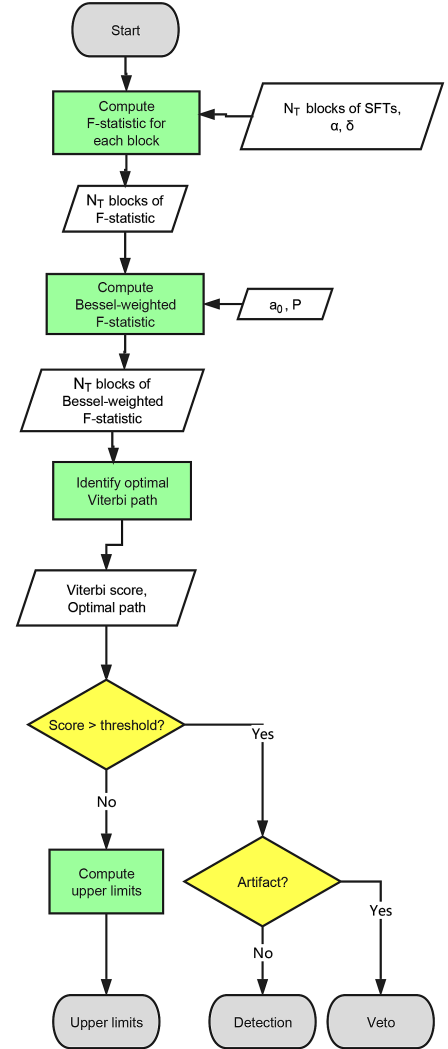 Start
Compute
F-statistic for
each block
N_T blocks of SFTs,
α, δ
N_T blocks of
F-statistic
Compute
Bessel-weighted
F-statistic
a_0, P
N_T blocks of
Bessel-weighted
F-statistic
Identify optimal
Viterbi path
Viterbi score,
Optimal path
Score > threshold?
Yes
No
Compute
upper limits
Artifact?
Yes
No
Upper limits
Detection
Veto